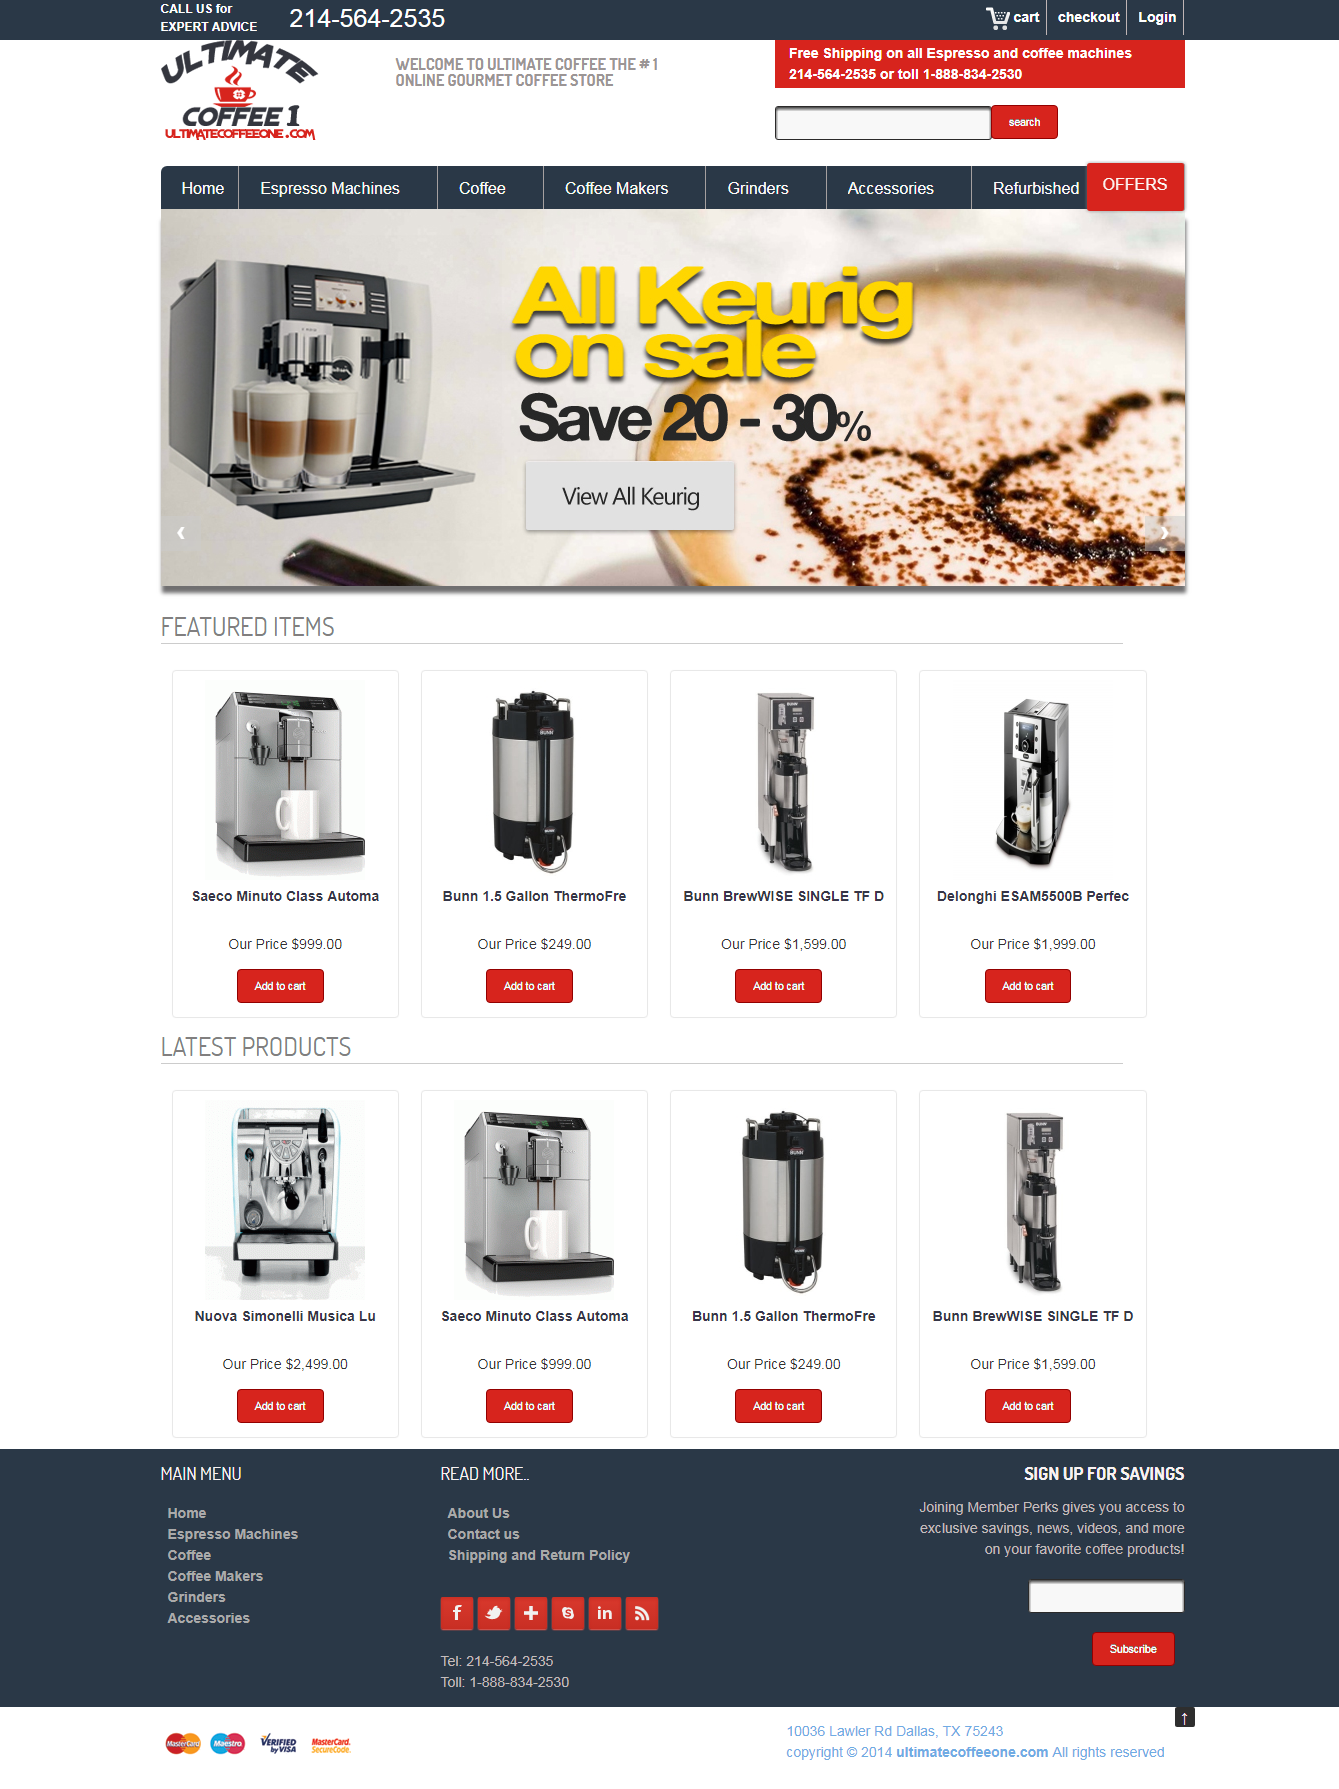 CALL US for
EXPERT ADVICE
214-564-2535
cart
checkout
Login
ULTIMATE
COFFEE 1
ULTIMATECOFFEEONE.COM
WELCOME TO ULTIMATE COFFEE THE # 1
ONLINE GOURMET COFFEE STORE
Free Shipping on all Espresso and coffee machines
214-564-2535 or toll 1-888-834-2530
search
Home
Espresso Machines
Coffee
Coffee Makers
Grinders
Accessories
Refurbished
OFFERS
All Keurig
on sale
Save 20 - 30%
View All Keurig
‹
›
FEATURED ITEMS
BUNN
BUNN
Saeco Minuto Class Automa
Bunn 1.5 Gallon ThermoFre
Bunn BrewWISE SINGLE TF D
Delonghi ESAM5500B Perfec
Our Price $999.00
Our Price $249.00
Our Price $1,599.00
Our Price $1,999.00
Add to cart
Add to cart
Add to cart
Add to cart
LATEST PRODUCTS
BUNN
Nuova Simonelli Musica Lu
Saeco Minuto Class Automa
Bunn 1.5 Gallon ThermoFre
Bunn BrewWISE SINGLE TF D
Our Price $2,499.00
Our Price $999.00
Our Price $249.00
Our Price $1,599.00
Add to cart
Add to cart
Add to cart
Add to cart
MAIN MENU
Home
Espresso Machines
Coffee
Coffee Makers
Grinders
Accessories
READ MORE..
About Us
Contact us
Shipping and Return Policy
f
in
Tel: 214-564-2535
Toll: 1-888-834-2530
SIGN UP FOR SAVINGS
Joining Member Perks gives you access to
exclusive savings, news, videos, and more
on your favorite coffee products!
Subscribe
↑
MasterCard
Maestro
VERIFIED
by VISA
MasterCard.
SecureCode.
10036 Lawler Rd Dallas, TX 75243
copyright © 2014 ultimatecoffeeone.com All rights reserved